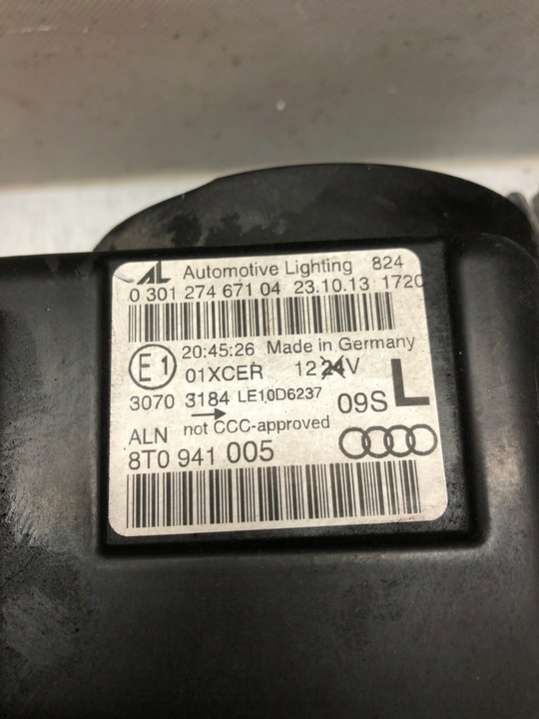 AL Automotive Lighting 824
0 301 274 671 04 23.10.13 1720
20:45:26 Made in Germany
E1 01XCER 12 24V
3070 3184 LE10D6237 09S L
ALN not CCC-approved
8T0 941 005